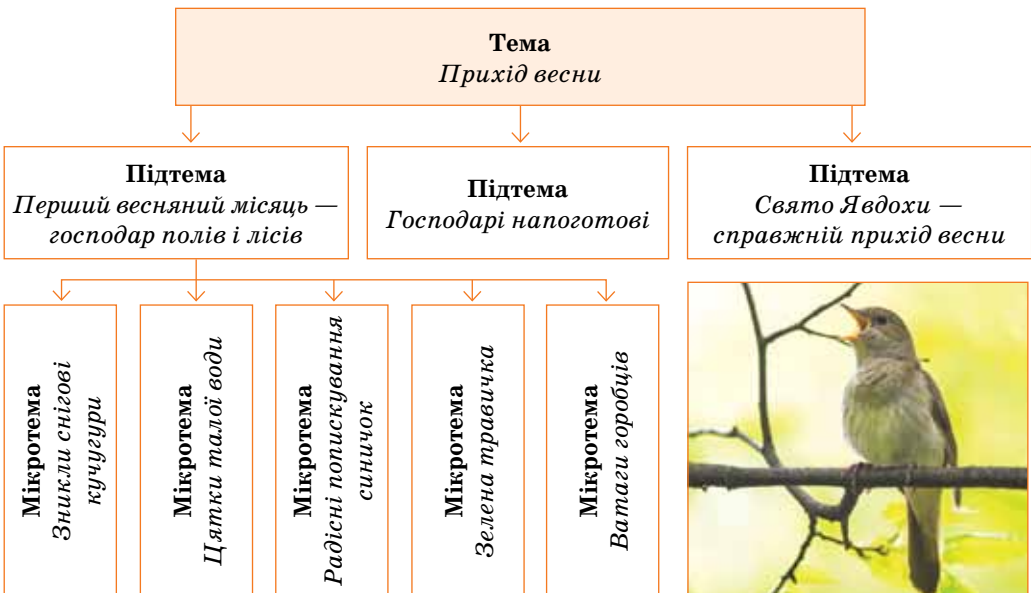 Тема
Прихід весни
Підтема
Перший весняний місяць —
господар полів і лісів
Підтема
Господарі напоготові
Підтема
Свято Явдохи —
справжній прихід весни
Мікротема
Зникли снігові
кучугури
Мікротема
Цятки талої води
Мікротема
Радісні попискування
синичок
Мікротема
Зелена травичка
Мікротема
Ватаги горобців